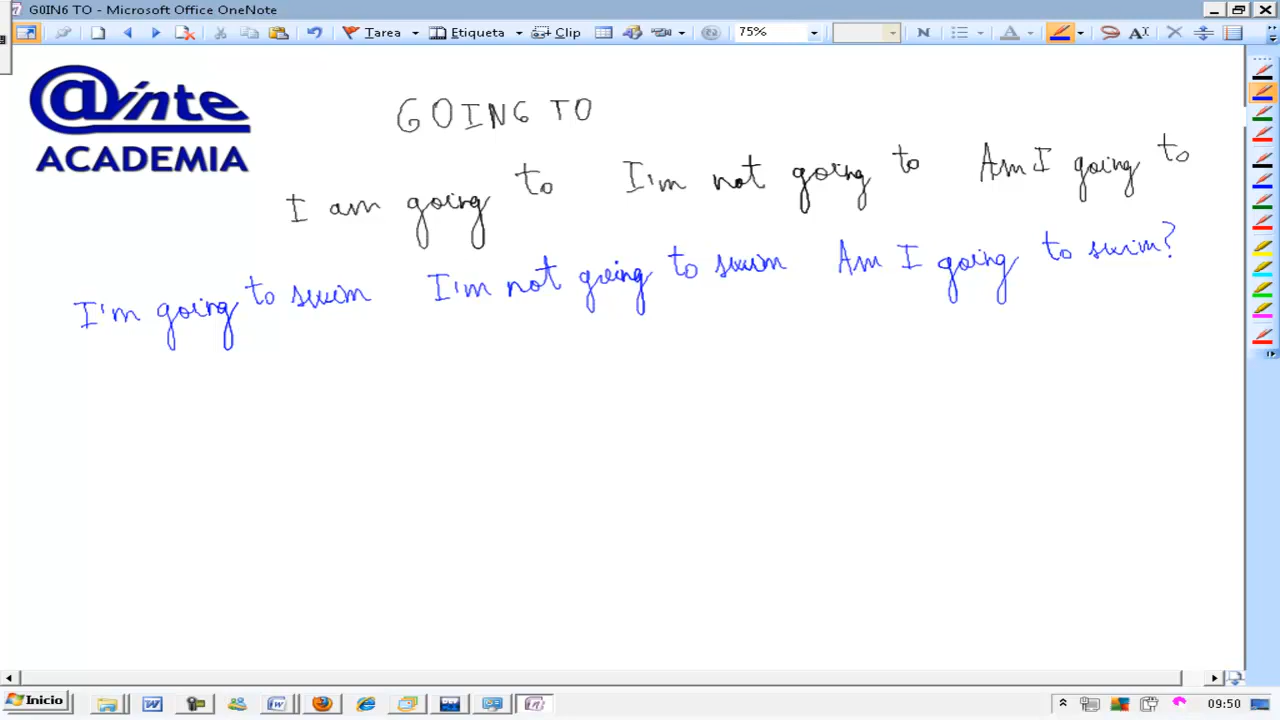 GOING TO - Microsoft Office OneNote
Tarea Etiqueta Clip 75% N A
@inte
ACADEMIA
GOING TO
I am going to I'm not going to Am I going to
I'm going to swim I'm not going to swim Am I going to swim?
Inicio 09:50